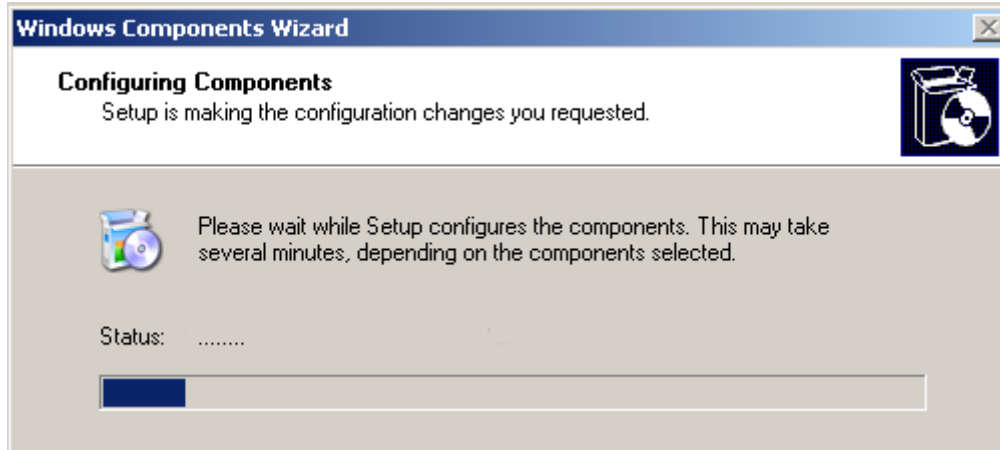 Windows Components Wizard
Configuring Components
Setup is making the configuration changes you requested.
Please wait while Setup configures the components. This may take
several minutes, depending on the components selected.
Status: ........